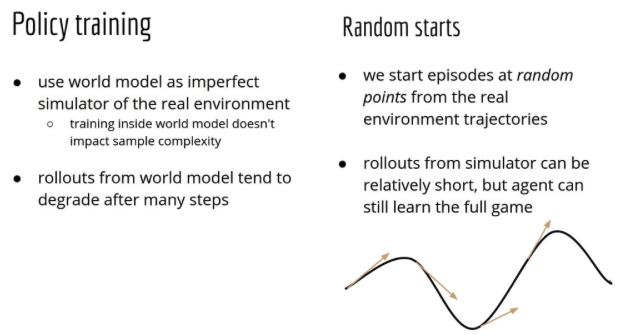 Policy training
● use world model as imperfect
simulator of the real environment
○ training inside world model doesn't
impact sample complexity
● rollouts from world model tend to
degrade after many steps
Random starts
● we start episodes at random
points from the real
environment trajectories
● rollouts from simulator can be
relatively short, but agent can
still learn the full game